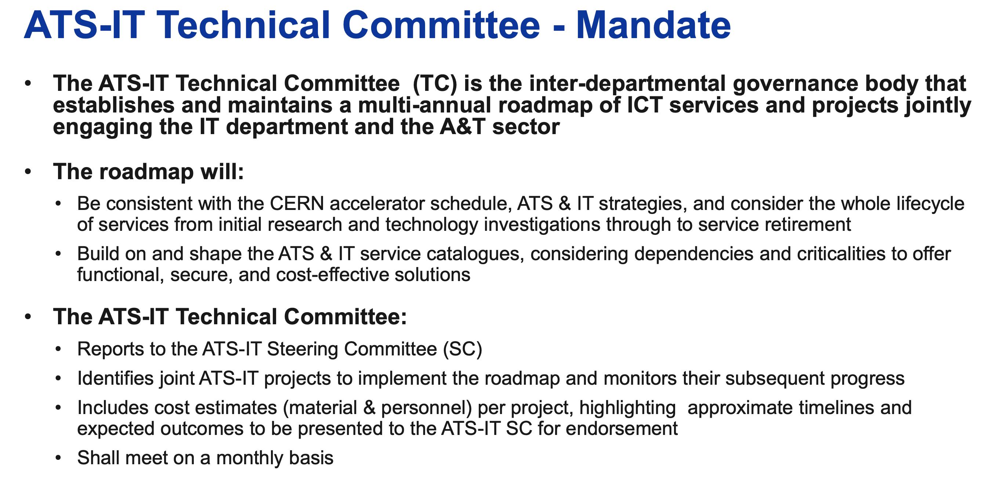 ATS-IT Technical Committee - Mandate
• The ATS-IT Technical Committee  (TC) is the inter-departmental governance body that
establishes and maintains a multi-annual roadmap of ICT services and projects jointly
engaging the IT department and the A&T sector
• The roadmap will:
• Be consistent with the CERN accelerator schedule, ATS & IT strategies, and consider the whole lifecycle
of services from initial research and technology investigations through to service retirement
• Build on and shape the ATS & IT service catalogues, considering dependencies and criticalities to offer
functional, secure, and cost-effective solutions
• The ATS-IT Technical Committee:
• Reports to the ATS-IT Steering Committee (SC)
• Identifies joint ATS-IT projects to implement the roadmap and monitors their subsequent progress
• Includes cost estimates (material & personnel) per project, highlighting  approximate timelines and
expected outcomes to be presented to the ATS-IT SC for endorsement
• Shall meet on a monthly basis